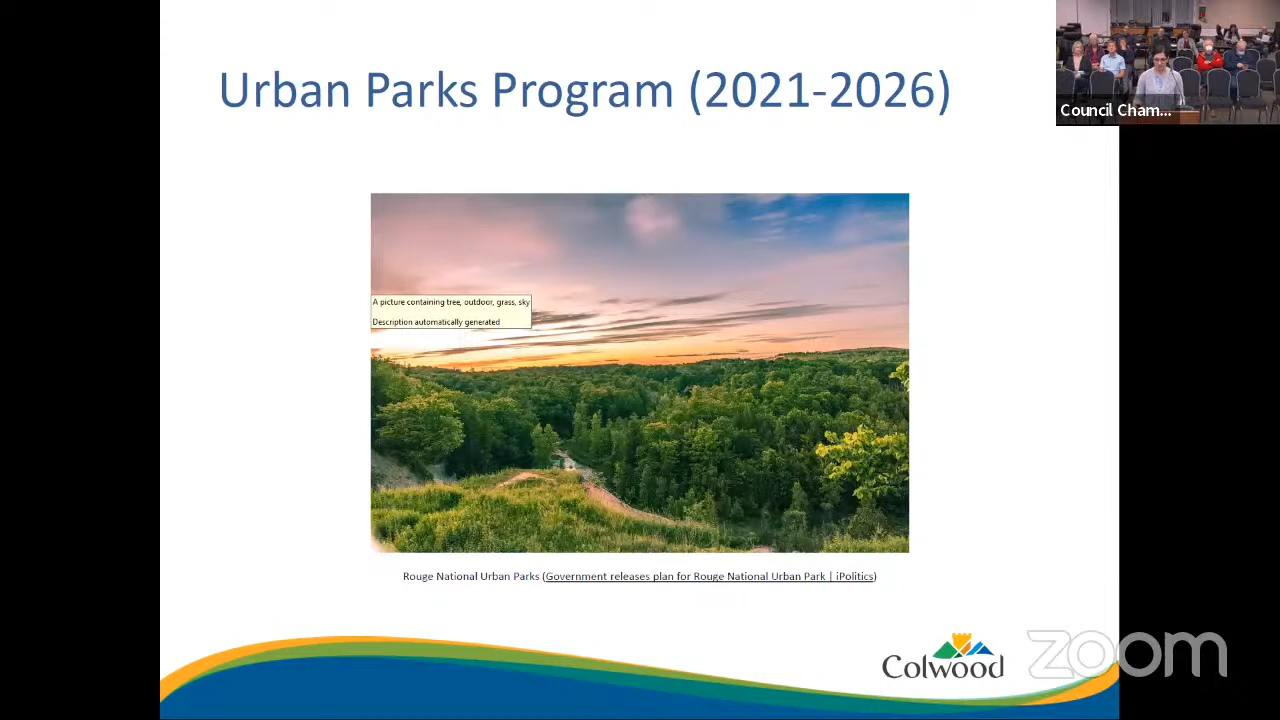 Urban Parks Program (2021-2026)
Council Cham...
A picture containing tree, outdoor, grass, sky
Description automatically generated
Rouge National Urban Parks (Government releases plan for Rouge National Urban Park | iPolitics)
Colwood
zoom